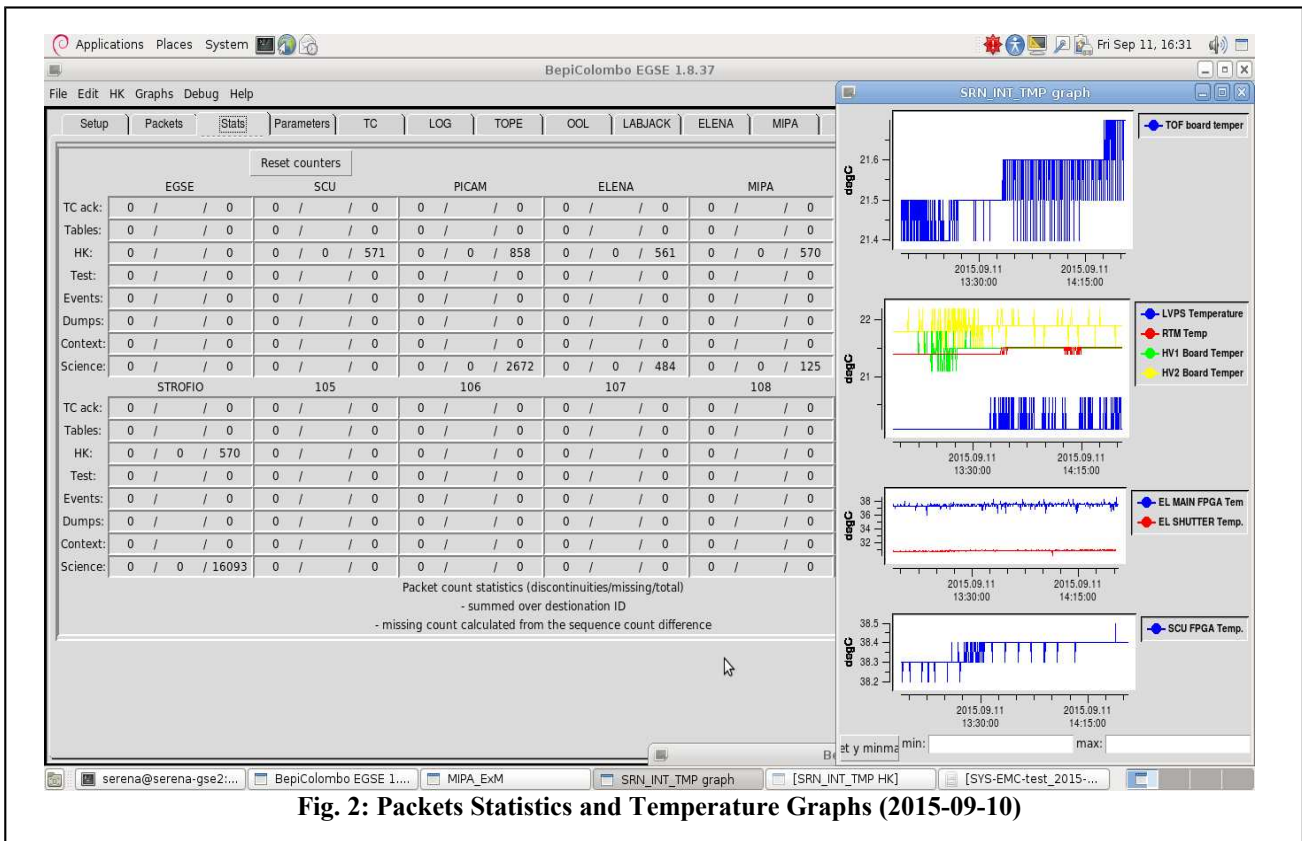 Applications Places System Fri Sep 11, 16:31
BepiColombo EGSE 1.8.37
File Edit HK Graphs Debug Help
Setup Packets Stats Parameters TC LOG TOPE OOL LABJACK ELENA MIPA
Reset counters
EGSE SCU PICAM ELENA MIPA
TC ack: 0 / / 0 0 / / 0 0 / / 0 0 / / 0 0 / / 0
Tables: 0 / / 0 0 / / 0 0 / / 0 0 / / 0 0 / / 0
HK: 0 / / 0 0 / 0 / 571 0 / 0 / 858 0 / 0 / 561 0 / 0 / 570
Test: 0 / / 0 0 / / 0 0 / / 0 0 / / 0 0 / / 0
Events: 0 / / 0 0 / / 0 0 / / 0 0 / / 0 0 / / 0
Dumps: 0 / / 0 0 / / 0 0 / / 0 0 / / 0 0 / / 0
Context: 0 / / 0 0 / / 0 0 / / 0 0 / / 0 0 / / 0
Science: 0 / / 0 0 / / 0 0 / 0 / 2672 0 / 0 / 484 0 / 0 / 125
STROFIO 105 106 107 108
TC ack: 0 / / 0 0 / / 0 0 / / 0 0 / / 0 0 / / 0
Tables: 0 / / 0 0 / / 0 0 / / 0 0 / / 0 0 / / 0
HK: 0 / 0 / 570 0 / / 0 0 / / 0 0 / / 0 0 / / 0
Test: 0 / / 0 0 / / 0 0 / / 0 0 / / 0 0 / / 0
Events: 0 / / 0 0 / / 0 0 / / 0 0 / / 0 0 / / 0
Dumps: 0 / / 0 0 / / 0 0 / / 0 0 / / 0 0 / / 0
Context: 0 / / 0 0 / / 0 0 / / 0 0 / / 0 0 / / 0
Science: 0 / 0 / 16093 0 / / 0 0 / / 0 0 / / 0 0 / / 0
Packet count statistics (discontinuities/missing/total)
- summed over destionation ID
- missing count calculated from the sequence count difference
SRN_INT_TMP graph
TOF board temper
degC
21.6
21.5
21.4
2015.09.11 2015.09.11
13:30:00 14:15:00
LVPS Temperature
RTM Temp
HV1 Board Temper
HV2 Board Temper
degC
22
21
2015.09.11 2015.09.11
13:30:00 14:15:00
EL MAIN FPGA Tem
EL SHUTTER Temp.
degC
38
36
34
32
2015.09.11 2015.09.11
13:30:00 14:15:00
SCU FPGA Temp.
degC
38.5
38.4
38.3
38.2
2015.09.11 2015.09.11
13:30:00 14:15:00
et y minma min: max:
Be
serena@serena-gse2:... BepiColombo EGSE 1.... MIPA_ExM SRN_INT_TMP graph [SRN_INT_TMP HK] [SYS-EMC-test_2015-...
Fig. 2: Packets Statistics and Temperature Graphs (2015-09-10)